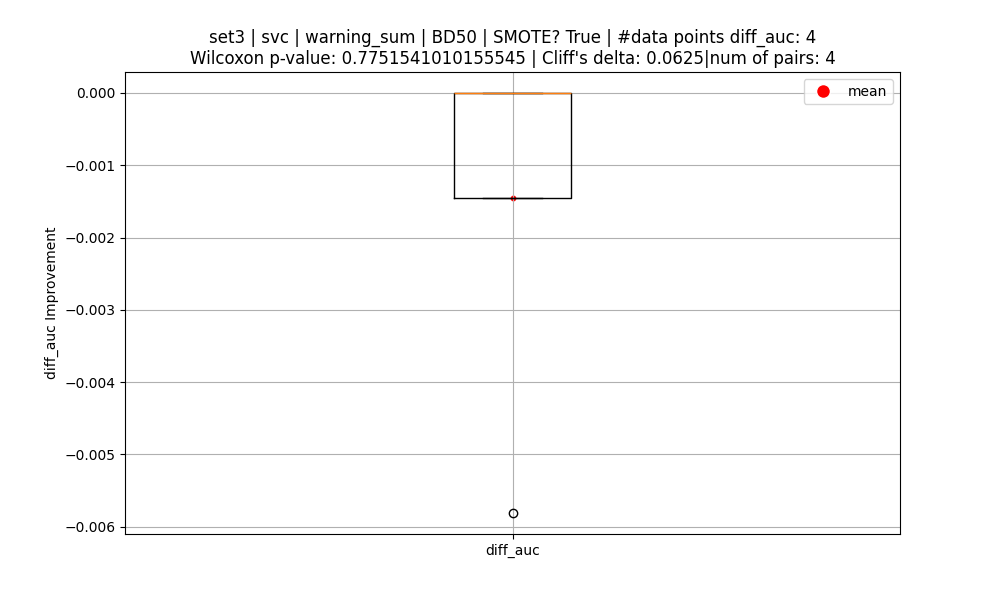 set3 | svc | warning_sum | BD50 | SMOTE? True | #data points diff_auc: 4
Wilcoxon p-value: 0.7751541010155545 | Cliff's delta: 0.0625|num of pairs: 4
mean
0.000
−0.001
−0.002
−0.003
−0.004
−0.005
−0.006
diff_auc Improvement
diff_auc